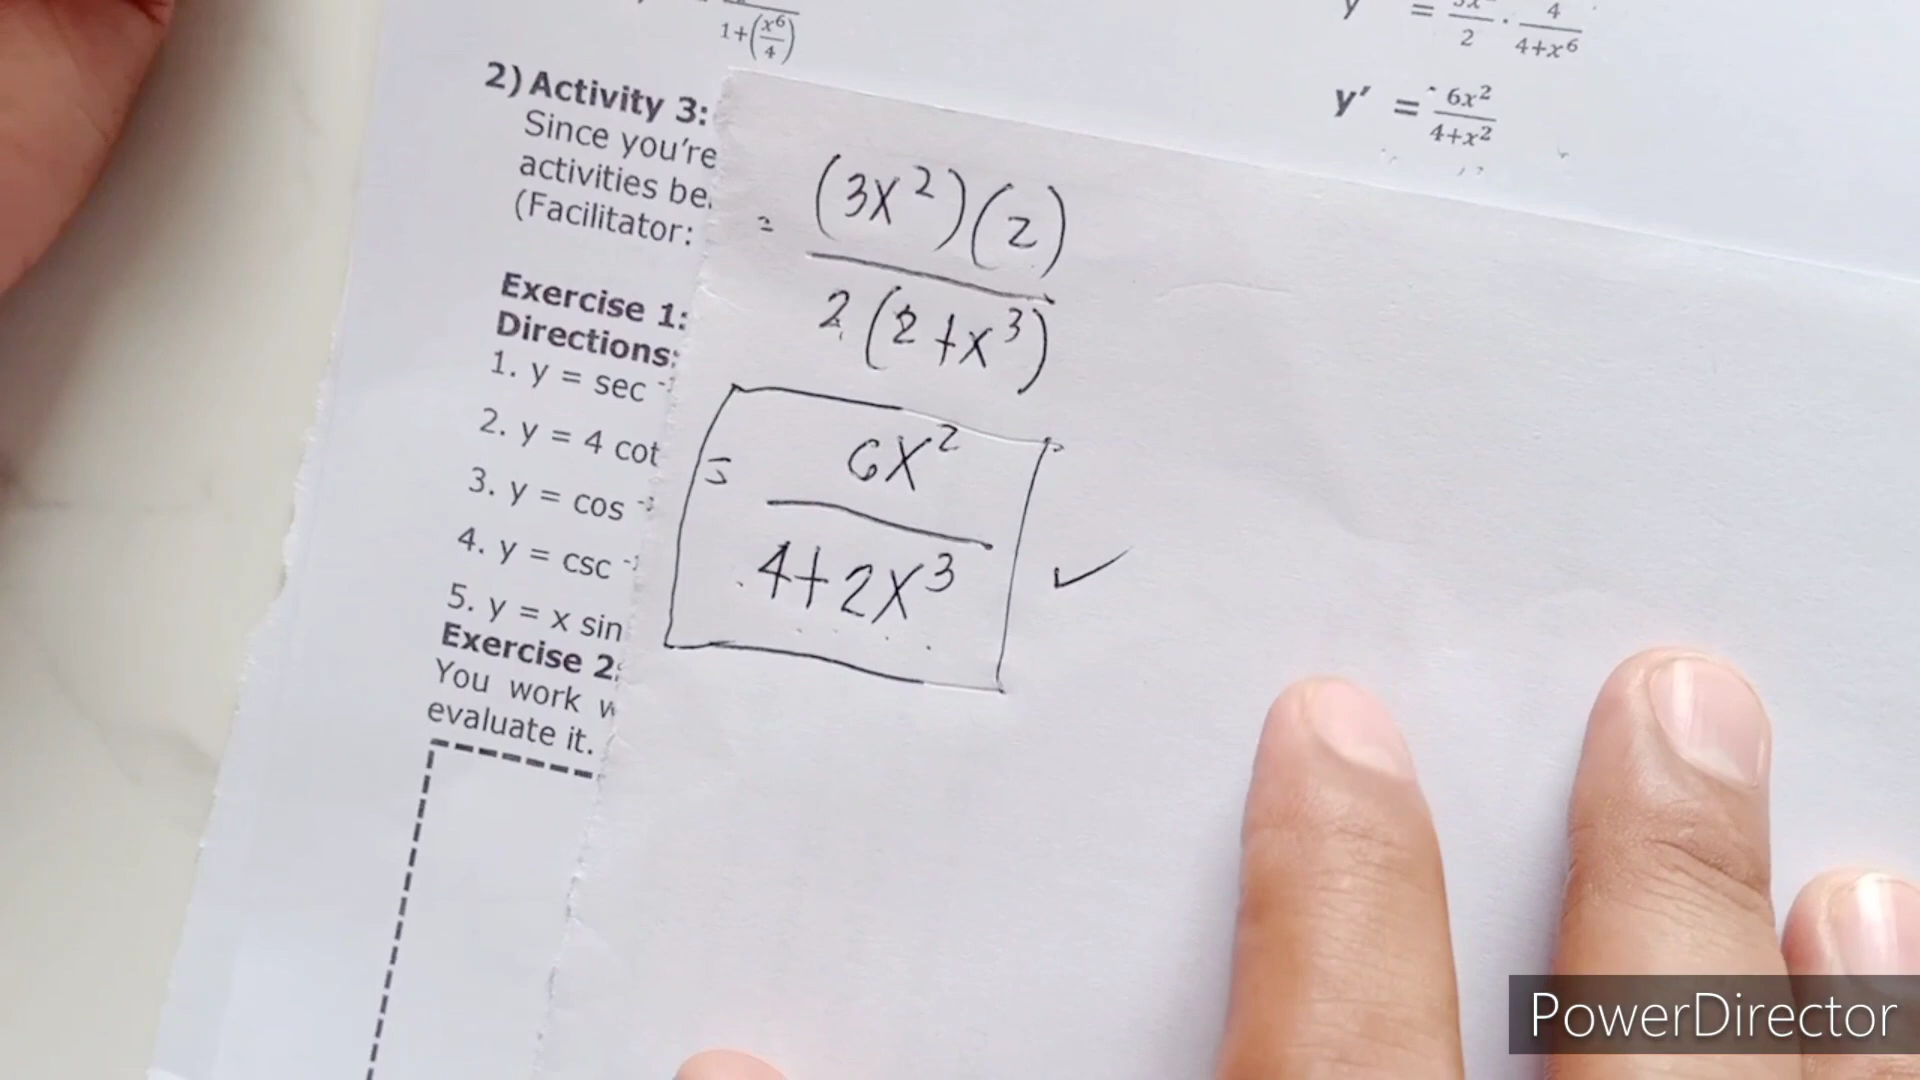 1+(x⁶/4)
y = 3x/2 · 4/4+x⁶
y′ = 6x²/4+x²
2) Activity 3:
Since you're
activities be
(Facilitator:
Exercise 1:
Directions:
1. y = sec ⁻¹
2. y = 4 cot
3. y = cos ⁻
4. y = csc ⁻
5. y = x sin
Exercise 2:
You work w
evaluate it.
= (3x²)(2)
2(2+x³)
= 6x²
4+2x³ ✓
PowerDirector